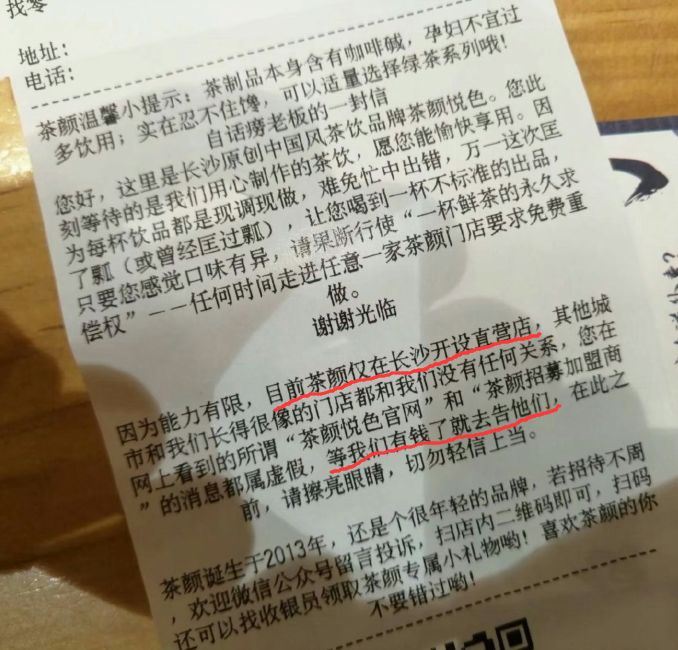 找零
地址：
电话：
茶颜温馨小提示：茶制品本身含有咖啡碱，孕妇不宜过
多饮用；实在忍不住馋，可以适量选择绿茶系列哦！
自话痨老板的一封信
您好，这里是长沙原创中国风茶饮品牌茶颜悦色。您此
刻等待的是我们用心制作的茶饮，愿您能愉快享用。因
为每杯饮品都是现调现做，难免忙中出错，万一这次匡
了瓢（或曾经匡过瓢），让您喝到一杯不标准的出品，
只要您感觉口味有异，请果断行使“一杯鲜茶的永久求
偿权”——任何时间走进任意一家茶颜门店要求免费重
做。
谢谢光临
因为能力有限，目前茶颜仅在长沙开设直营店，其他城
市和我们长得很像的门店都和我们没有任何关系，您在
网上看到的所谓“茶颜悦色官网”和“茶颜招募加盟商
”的消息都属虚假，等我们有钱了就去告他们，在此之
前，请擦亮眼睛，切勿轻信上当。
茶颜诞生于2013年，还是个很年轻的品牌，若招待不周
，欢迎微信公众号留言投诉，扫店内二维码即可，扫码
还可以找收银员领取茶颜专属小礼物哟！喜欢茶颜的你
不要错过哟！